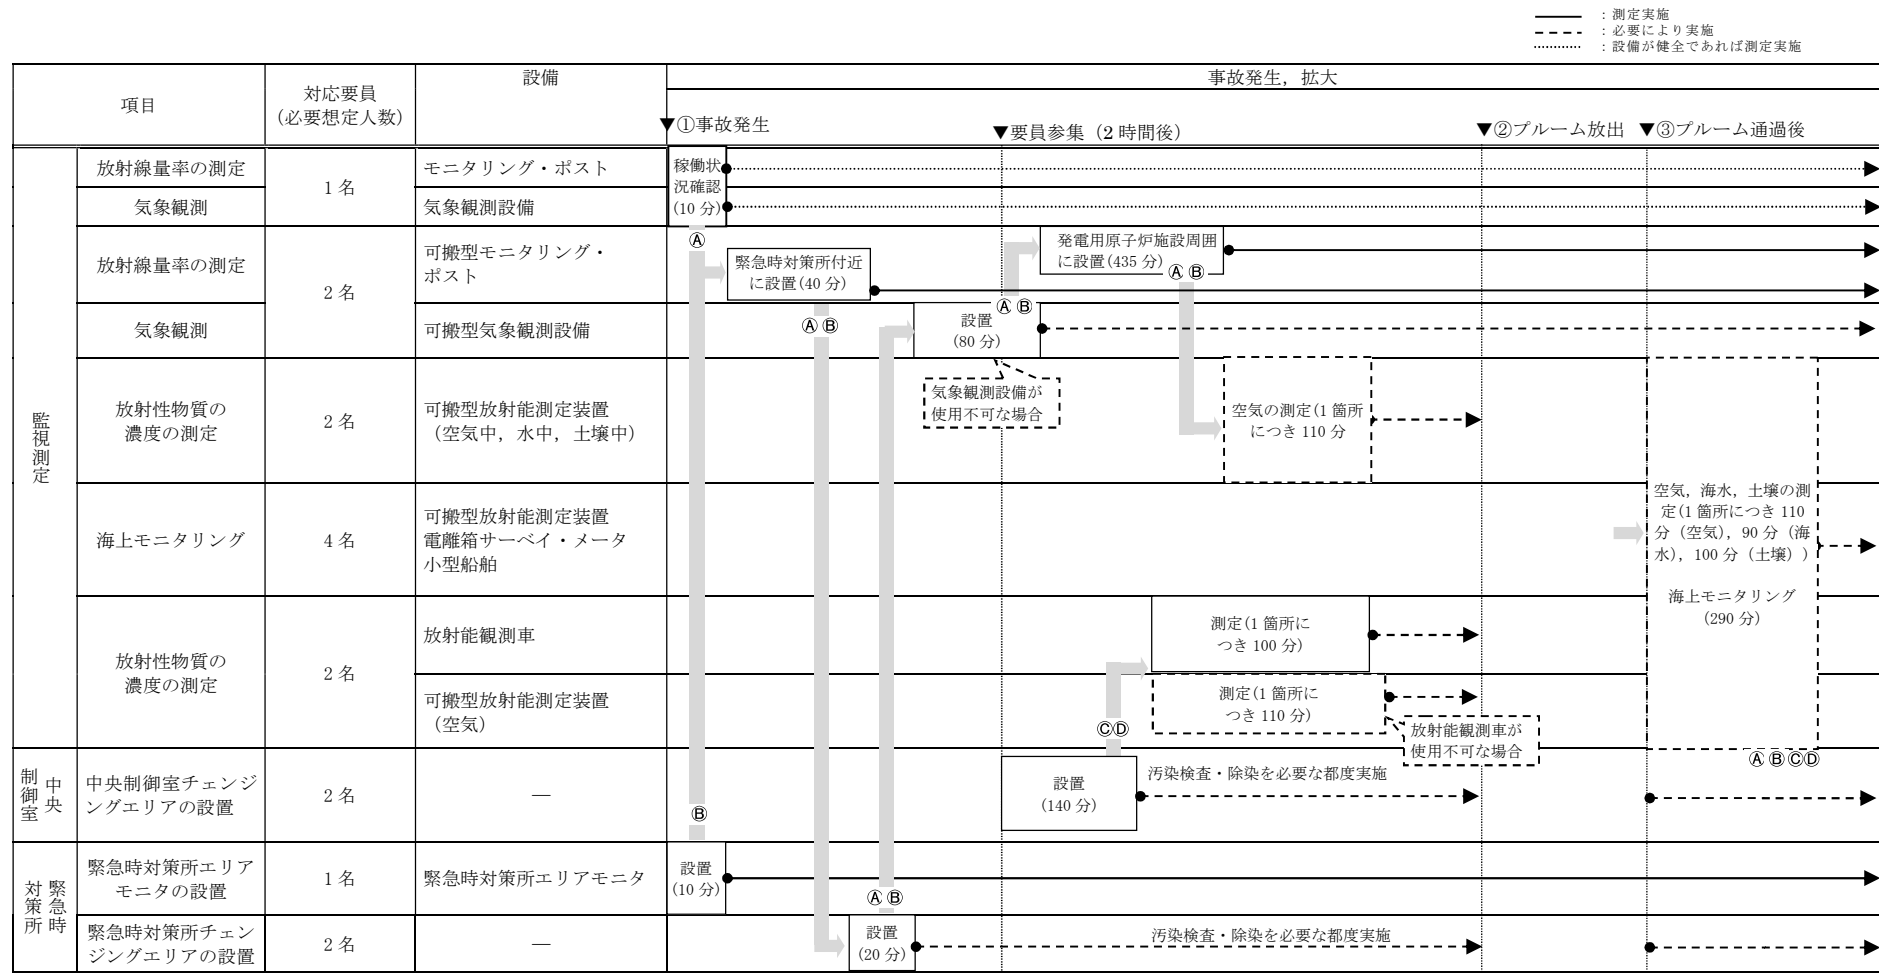 ：測定実施
：必要により実施
：設備が健全であれば測定実施
項目
対応要員
（必要想定人数）
設備
事故発生，拡大
▼①事故発生
▼要員参集（2時間後）
▼②プルーム放出
▼③プルーム通過後
監視測定
放射線量率の測定
1名
モニタリング・ポスト
稼働状
況確認
(10分)
気象観測
気象観測設備
Ⓐ
放射線量率の測定
2名
可搬型モニタリング・
ポスト
緊急時対策所付近
に設置(40分)
発電用原子炉施設周囲
に設置(435分)
ⒶⒷ
気象観測
可搬型気象観測設備
ⒶⒷ
設置
(80分)
ⒶⒷ
気象観測設備が
使用不可な場合
放射性物質の
濃度の測定
2名
可搬型放射能測定装置
（空気中，水中，土壌中）
空気の測定(1箇所
につき110分
海上モニタリング
4名
可搬型放射能測定装置
電離箱サーベイ・メータ
小型船舶
空気，海水，土壌の測
定(1箇所につき110
分（空気），90分（海
水），100分（土壌））
海上モニタリング
(290分)
放射性物質の
濃度の測定
2名
放射能観測車
測定(1箇所に
つき100分)
可搬型放射能測定装置
（空気）
測定(1箇所に
つき110分)
放射能観測車が
使用不可な場合
ⒸⒹ
ⒶⒷⒸⒹ
中央
制御室
中央制御室チェンジ
ングエリアの設置
2名
―
設置
(140分)
汚染検査・除染を必要な都度実施
Ⓑ
緊急時
対策所
緊急時対策所エリア
モニタの設置
1名
緊急時対策所エリアモニタ
設置
(10分)
ⒶⒷ
緊急時対策所チェン
ジングエリアの設置
2名
―
設置
(20分)
汚染検査・除染を必要な都度実施